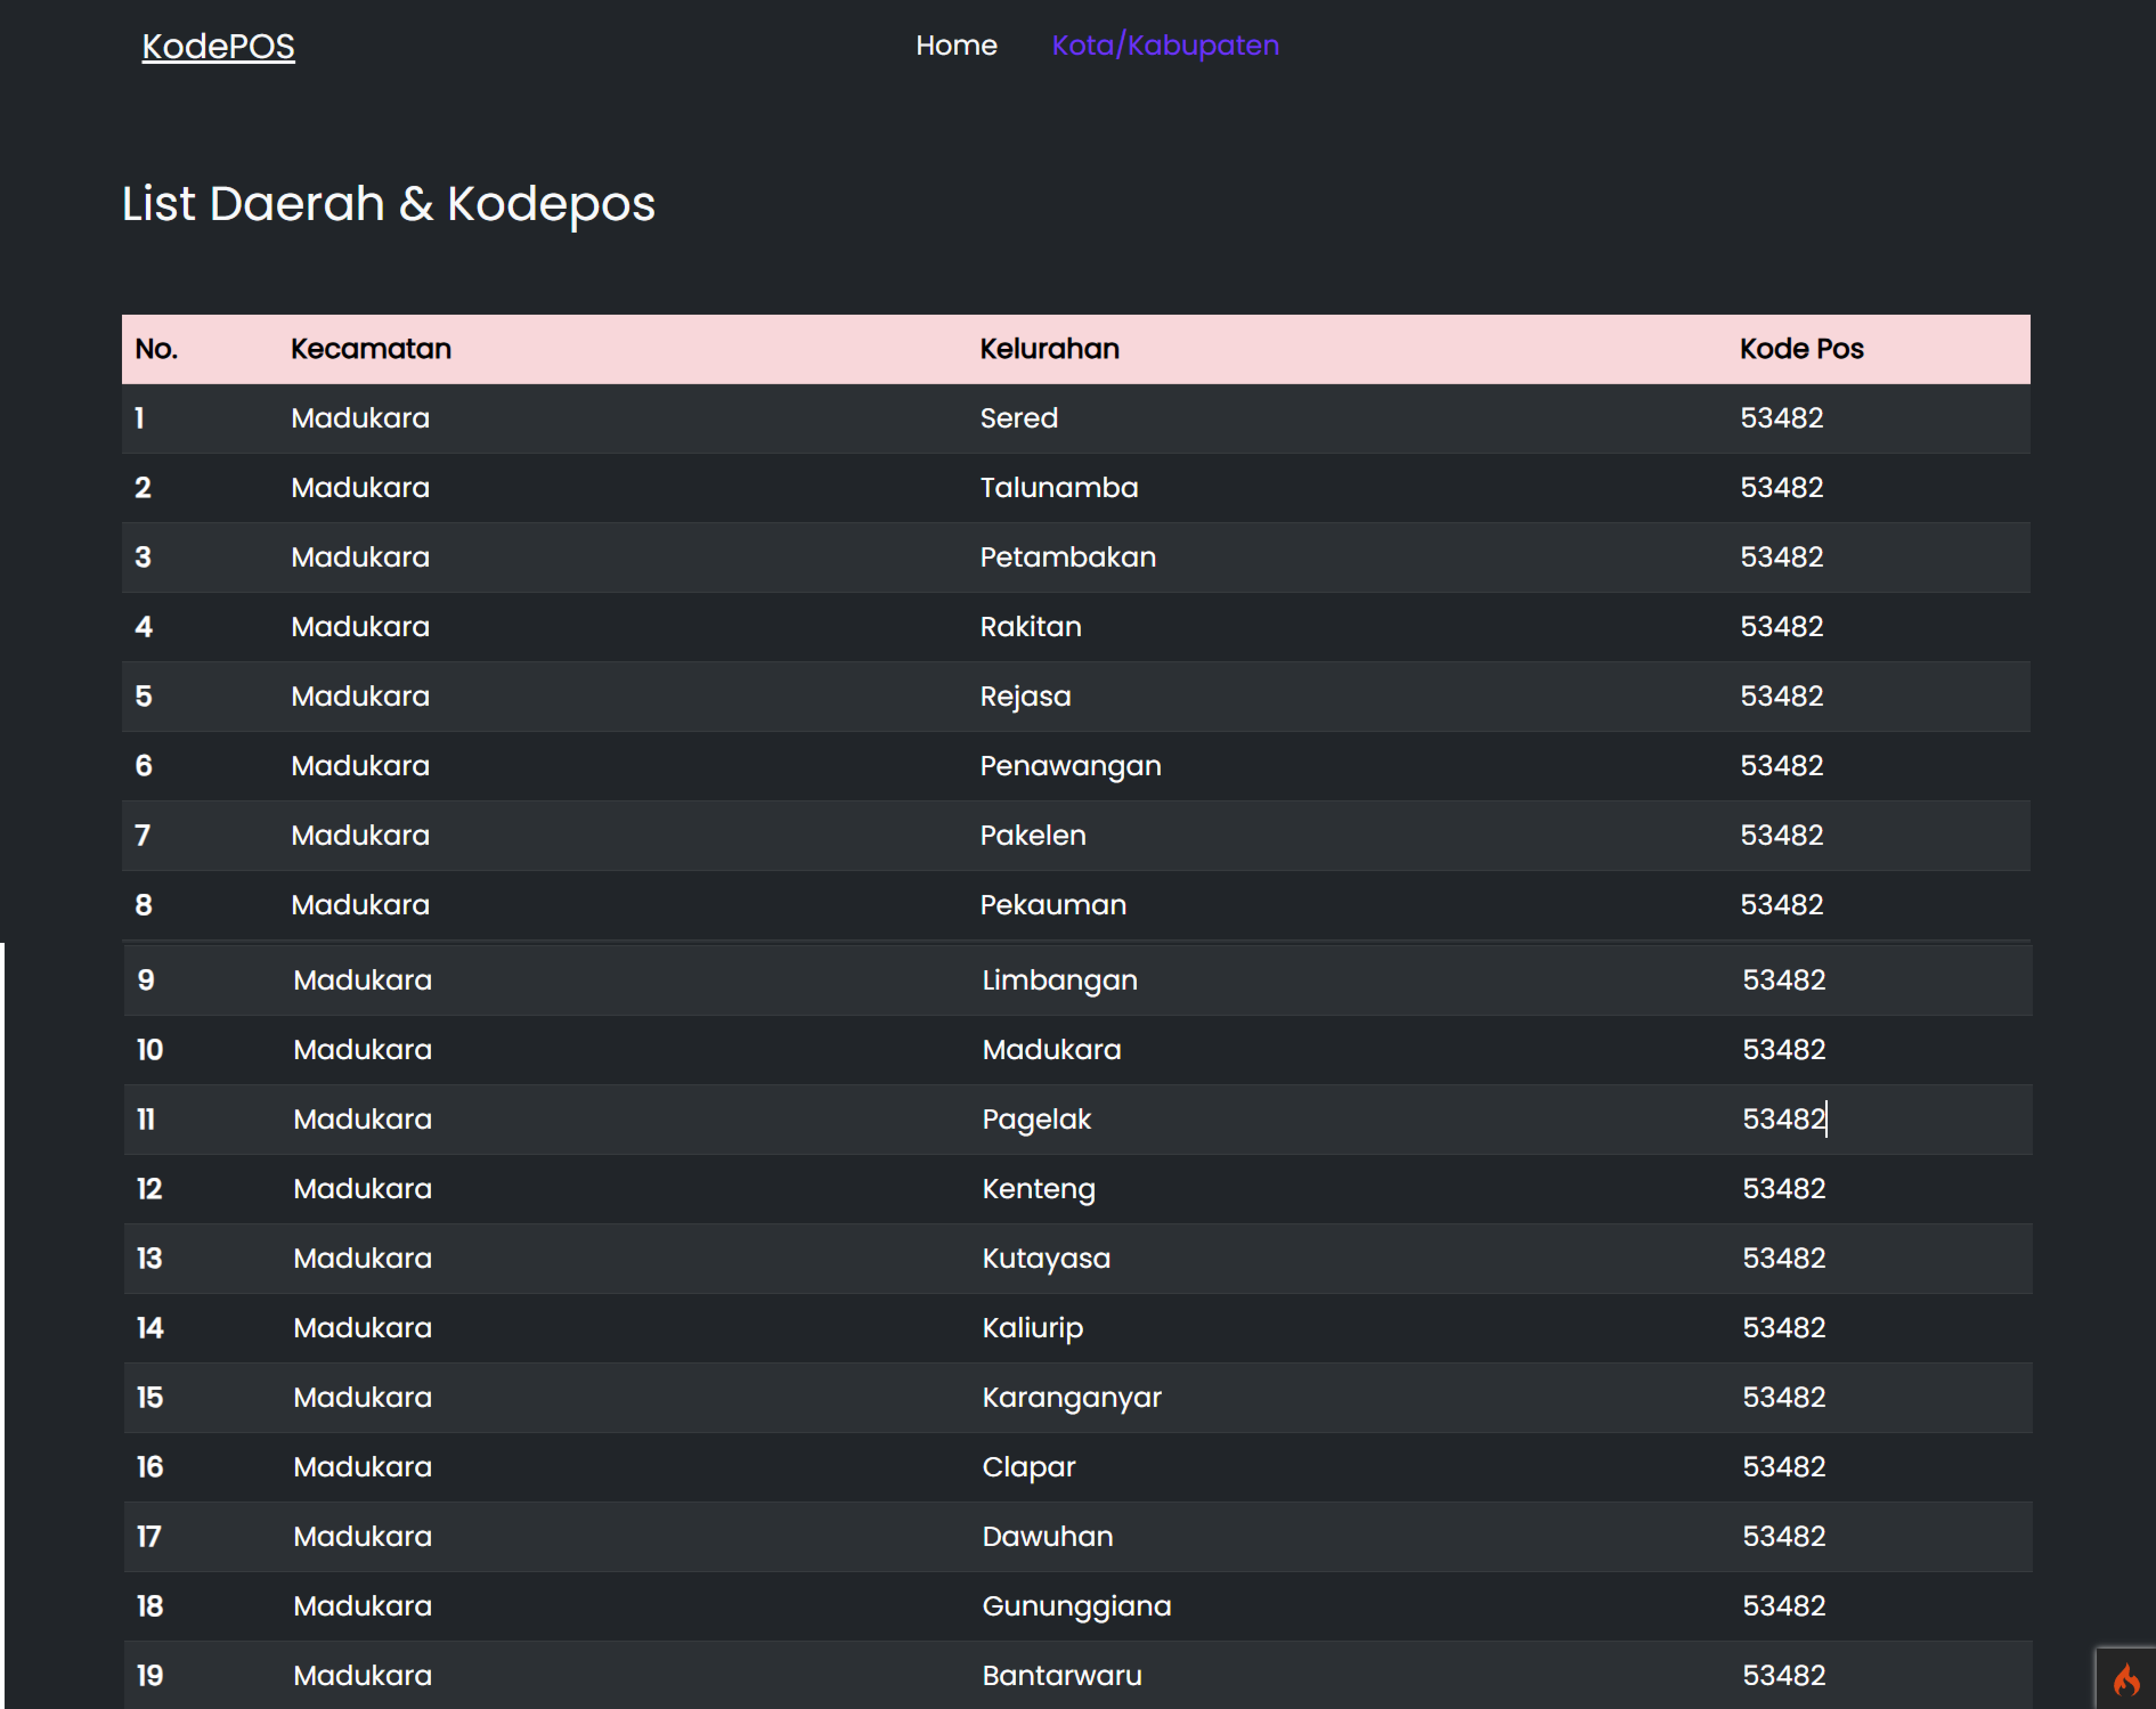 KodePOS Home Kota/Kabupaten
List Daerah & Kodepos
No. Kecamatan Kelurahan Kode Pos
1 Madukara Sered 53482
2 Madukara Talunamba 53482
3 Madukara Petambakan 53482
4 Madukara Rakitan 53482
5 Madukara Rejasa 53482
6 Madukara Penawangan 53482
7 Madukara Pakelen 53482
8 Madukara Pekauman 53482
9 Madukara Limbangan 53482
10 Madukara Madukara 53482
11 Madukara Pagelak 53482
12 Madukara Kenteng 53482
13 Madukara Kutayasa 53482
14 Madukara Kaliurip 53482
15 Madukara Karanganyar 53482
16 Madukara Clapar 53482
17 Madukara Dawuhan 53482
18 Madukara Gununggiana 53482
19 Madukara Bantarwaru 53482